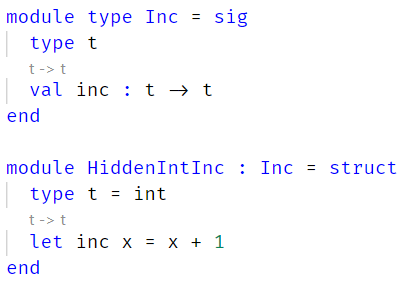 module type Inc = sig
type t
t -> t
val inc : t → t
end
module HiddenIntInc : Inc = struct
type t = int
t -> t
let inc x = x + 1
end